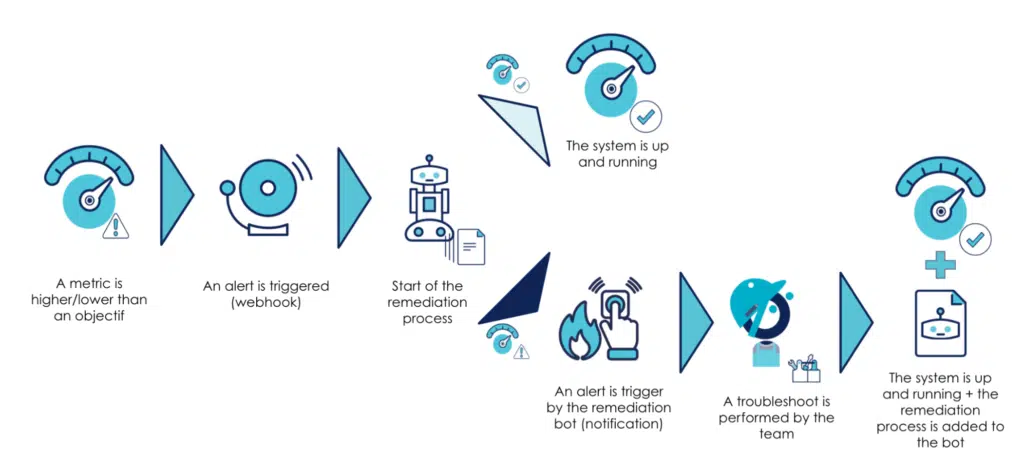 A metric is
higher/lower than
an objectif
An alert is triggered
(webhook)
Start of the
remediation
process
The system is up
and running
An alert is trigger
by the remediation
bot (notification)
A troubleshoot is
performed by the
team
The system is up
and running + the
remediation
process is added to
the bot